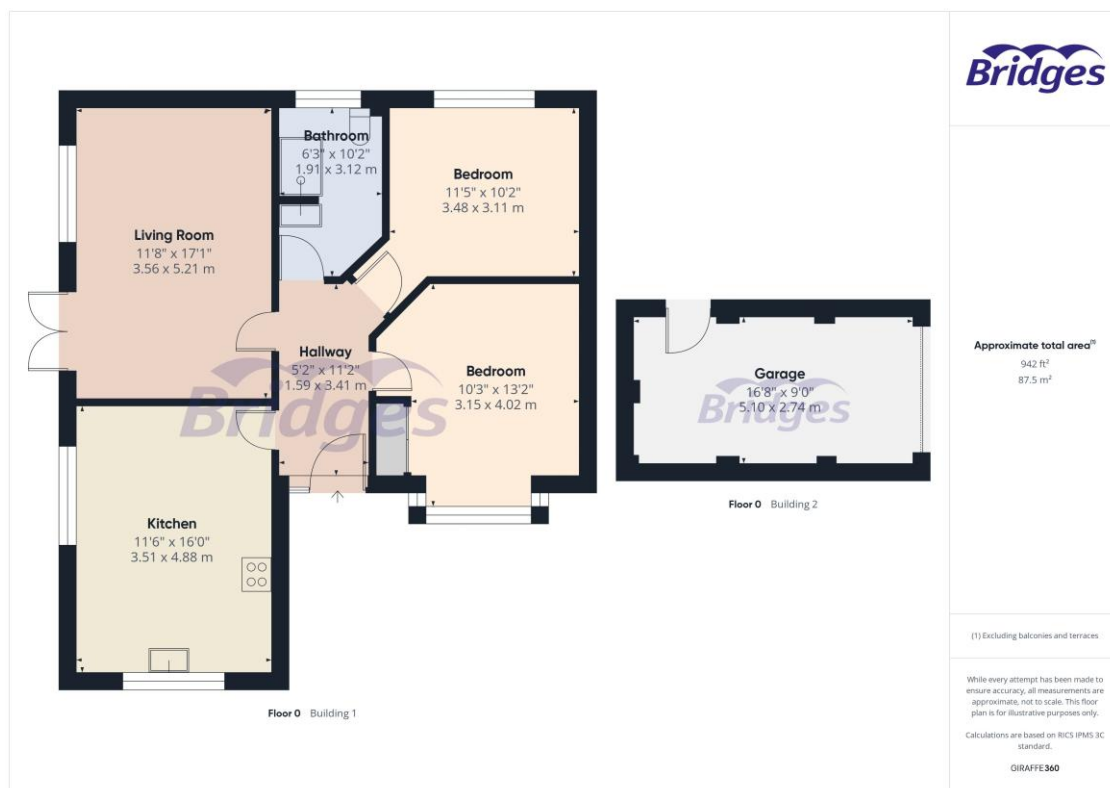 Bathroom
6'3" x 10'2"
1.91 x 3.12 m
Bedroom
11'5" x 10'2"
3.48 x 3.11 m
Living Room
11'8" x 17'1"
3.56 x 5.21 m
Hallway
5'2" x 11'2"
1.59 x 3.41 m
Bedroom
10'3" x 13'2"
3.15 x 4.02 m
Bridges
Kitchen
11'6" x 16'0"
3.51 x 4.88 m
Floor 0 Building 1
Garage
16'8" x 9'0"
5.10 x 2.74 m
Bridges
Floor 0 Building 2
Bridges
Approximate total area(1)
942 ft²
87.5 m²
(1) Excluding balconies and terraces
While every attempt has been made to
ensure accuracy, all measurements are
approximate, not to scale. This floor
plan is for illustrative purposes only.
Calculations are based on RICS IPMS 3C
standard.
GIRAFFE360